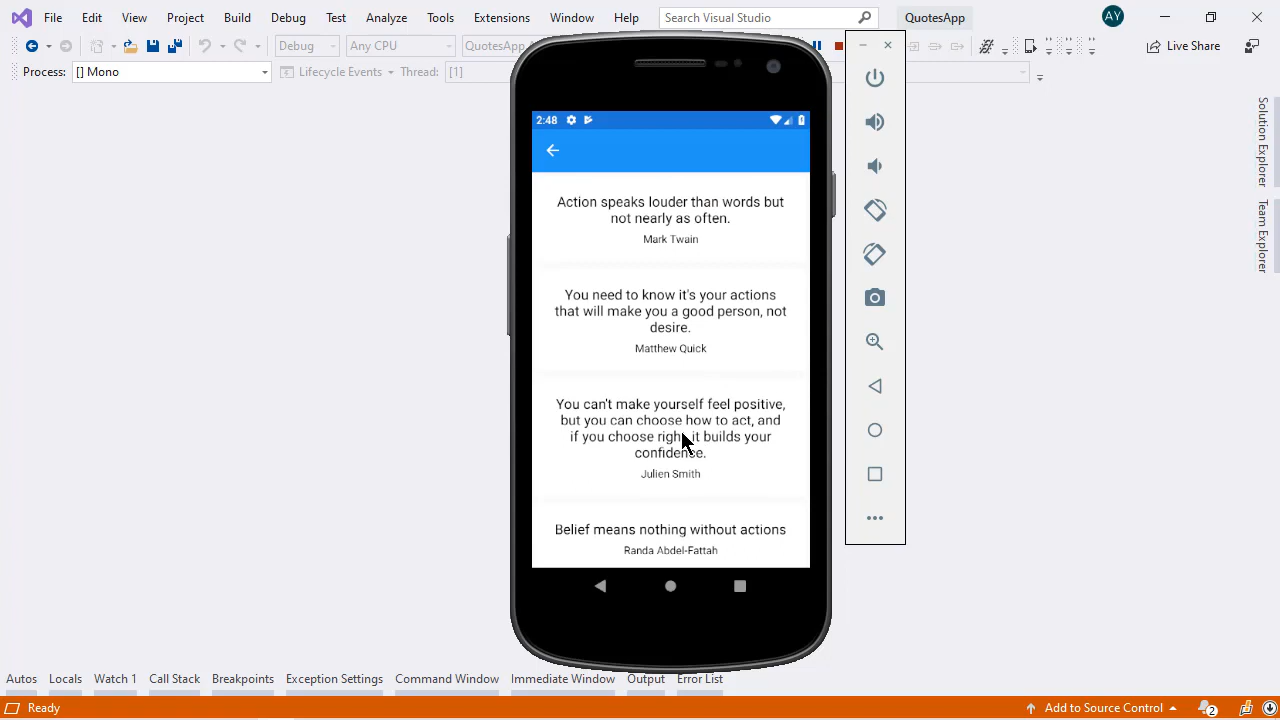 File Edit View Project Build Debug Test Analyze Tools Extensions Window Help Search Visual Studio QuotesApp AY
Debug Any CPU QuotesApp Live Share
Process: Mono Lifecycle Events Thread: [1]
Solution Explorer
Team Explorer
2:48
Action speaks louder than words but
not nearly as often.
Mark Twain
You need to know it's your actions
that will make you a good person, not
desire.
Matthew Quick
You can't make yourself feel positive,
but you can choose how to act, and
if you choose right, it builds your
confidence.
Julien Smith
Belief means nothing without actions
Randa Abdel-Fattah
Autos Locals Watch 1 Call Stack Breakpoints Exception Settings Command Window Immediate Window Output Error List
Ready Add to Source Control 2